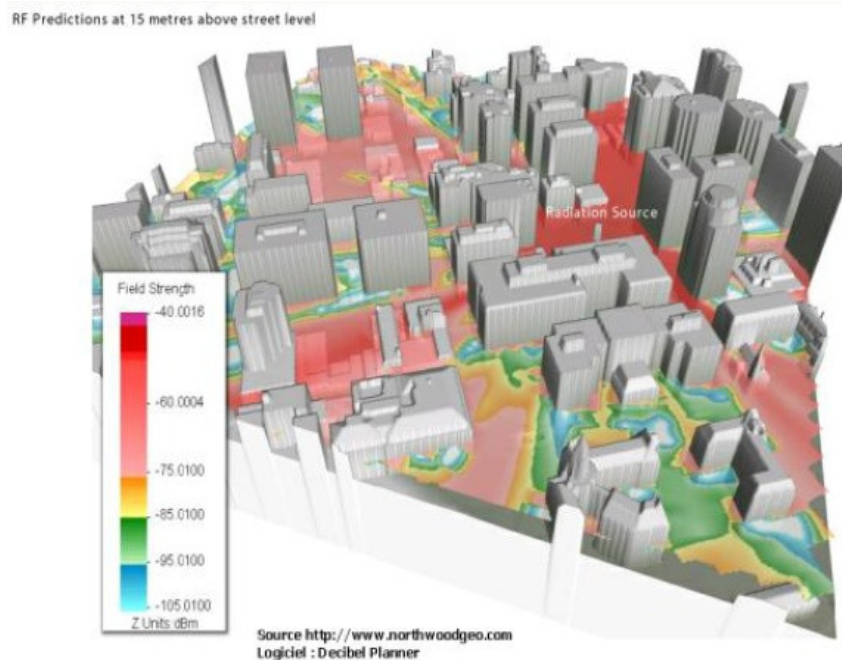 RF Predictions at 15 metres above street level
Radiation Source
Field Strength
-40.0016
-60.0004
-75.0100
-85.0100
-95.0100
-105.0100
Z Units dBm
Source http://www.northwoodgeo.com
Logiciel : Decibel Planner